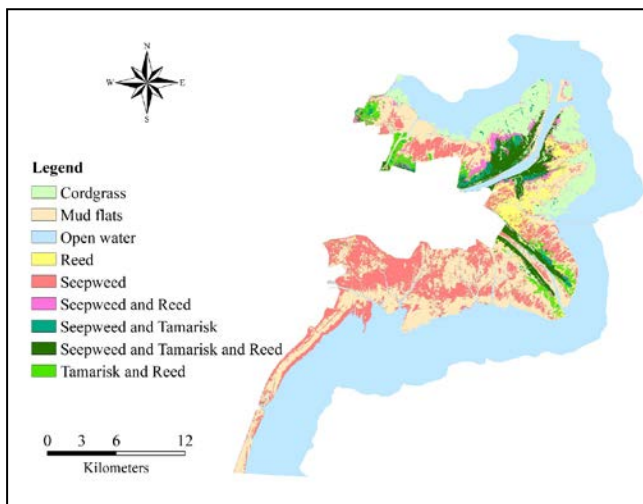 N
W E
S
Legend
Cordgrass
Mud flats
Open water
Reed
Seepweed
Seepweed and Reed
Seepweed and Tamarisk
Seepweed and Tamarisk and Reed
Tamarisk and Reed
0 3 6 12
Kilometers